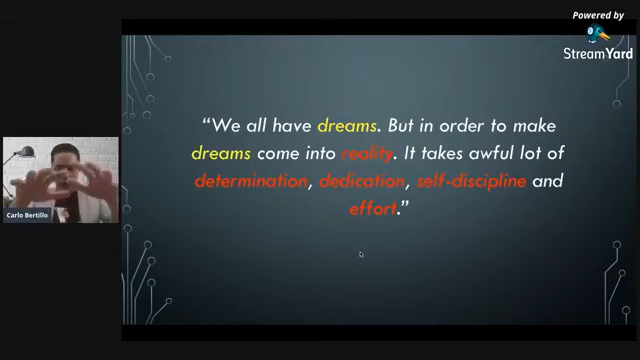 Powered by
StreamYard
“We all have dreams. But in order to make
dreams come into reality. It takes awful lot of
determination, dedication, self-discipline and
effort.”
Carlo Bertillo